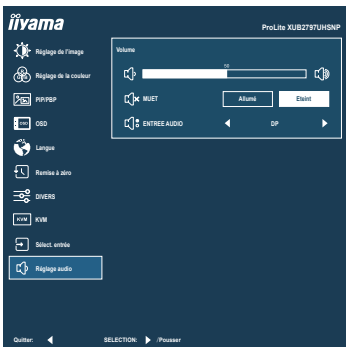 iiyama
ProLite XUB2797UHSNP
Réglage de l'image
Réglage de la couleur
PIP/PBP
OSD OSD
Langue
Remise à zéro
DIVERS
KVM KVM
Sélect. entrée
Réglage audio
Volume
50
MUET Allumé Eteint
ENTREE AUDIO DP
Quitter: SELECTION: /Pousser